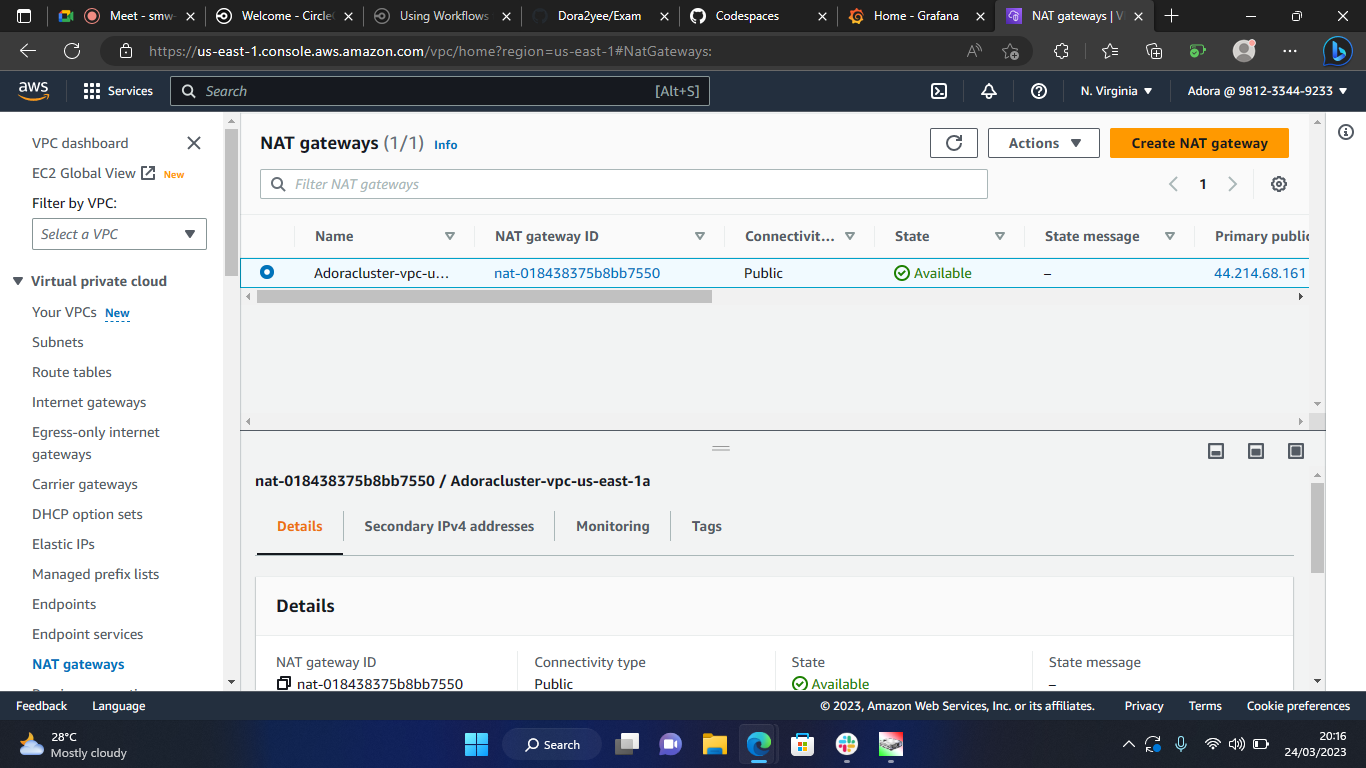 Meet - smw-
Welcome - CircleC
Using Workflows
Dora2yee/Exam
Codespaces
Home - Grafana
NAT gateways | V
https://us-east-1.console.aws.amazon.com/vpc/home?region=us-east-1#NatGateways:
aws
Services
Search
[Alt+S]
N. Virginia
Adora @ 9812-3344-9233
VPC dashboard
EC2 Global View New
Filter by VPC:
Select a VPC
Virtual private cloud
Your VPCs New
Subnets
Route tables
Internet gateways
Egress-only internet
gateways
Carrier gateways
DHCP option sets
Elastic IPs
Managed prefix lists
Endpoints
Endpoint services
NAT gateways
NAT gateways (1/1) Info
Actions
Create NAT gateway
Filter NAT gateways
1
Name NAT gateway ID Connectivit... State State message Primary public
Adoracluster-vpc-u... nat-018438375b8bb7550 Public Available – 44.214.68.161
nat-018438375b8bb7550 / Adoracluster-vpc-us-east-1a
Details Secondary IPv4 addresses Monitoring Tags
Details
NAT gateway ID Connectivity type State State message
nat-018438375b8bb7550 Public Available –
Feedback Language © 2023, Amazon Web Services, Inc. or its affiliates. Privacy Terms Cookie preferences
28°C
Mostly cloudy
Search
20:16
24/03/2023